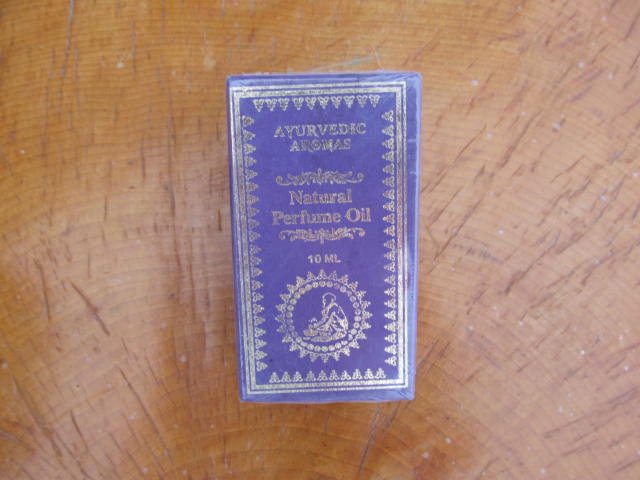 AYURVEDIC
AROMAS
Natural
Perfume Oil
10 ML